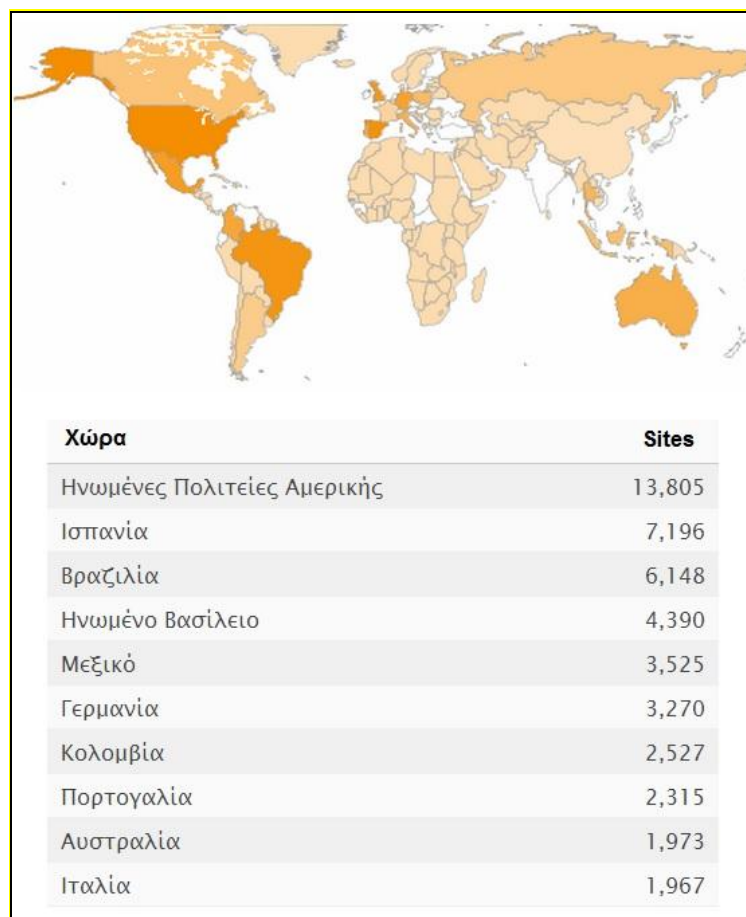 Χώρα Sites
Ηνωμένες Πολιτείες Αμερικής 13,805
Ισπανία 7,196
Βραζιλία 6,148
Ηνωμένο Βασίλειο 4,390
Μεξικό 3,525
Γερμανία 3,270
Κολομβία 2,527
Πορτογαλία 2,315
Αυστραλία 1,973
Ιταλία 1,967